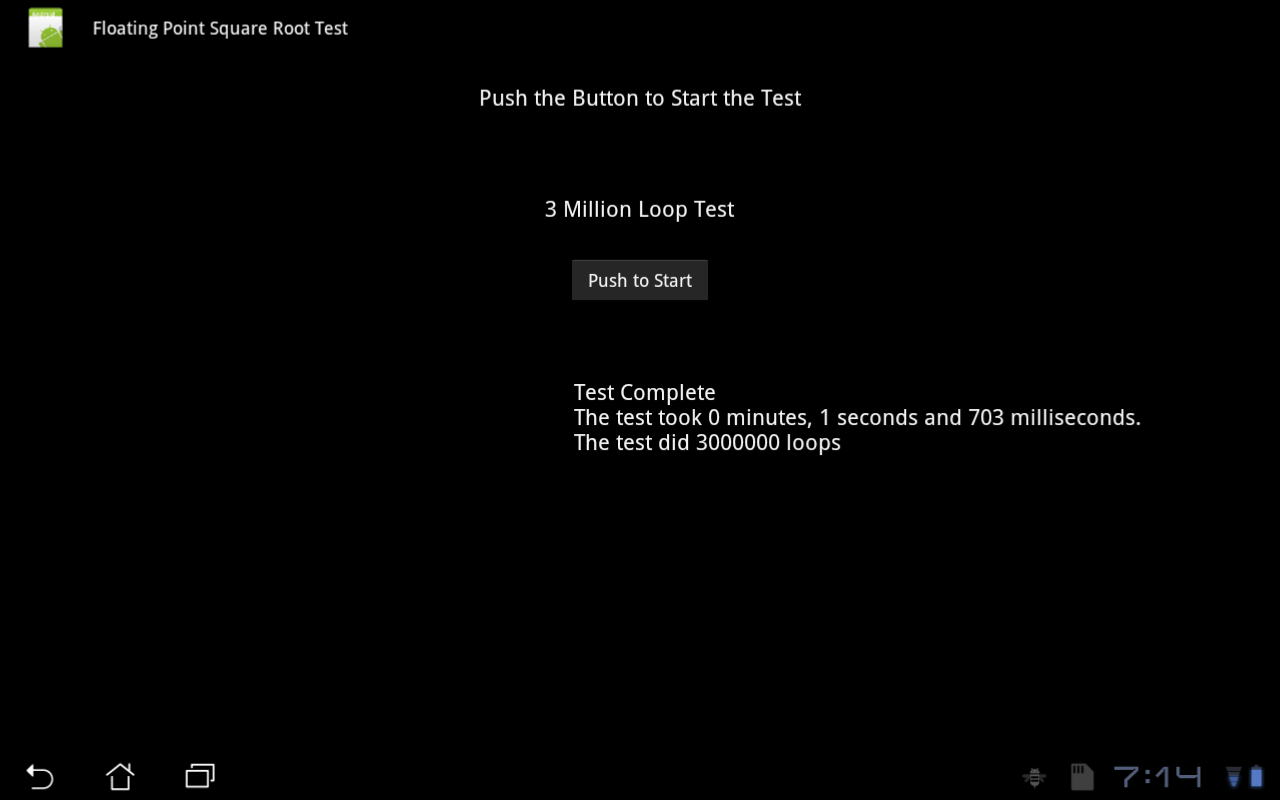 Floating Point Square Root Test
Push the Button to Start the Test
3 Million Loop Test
Push to Start
Test Complete
The test took 0 minutes, 1 seconds and 703 milliseconds.
The test did 3000000 loops
7:14